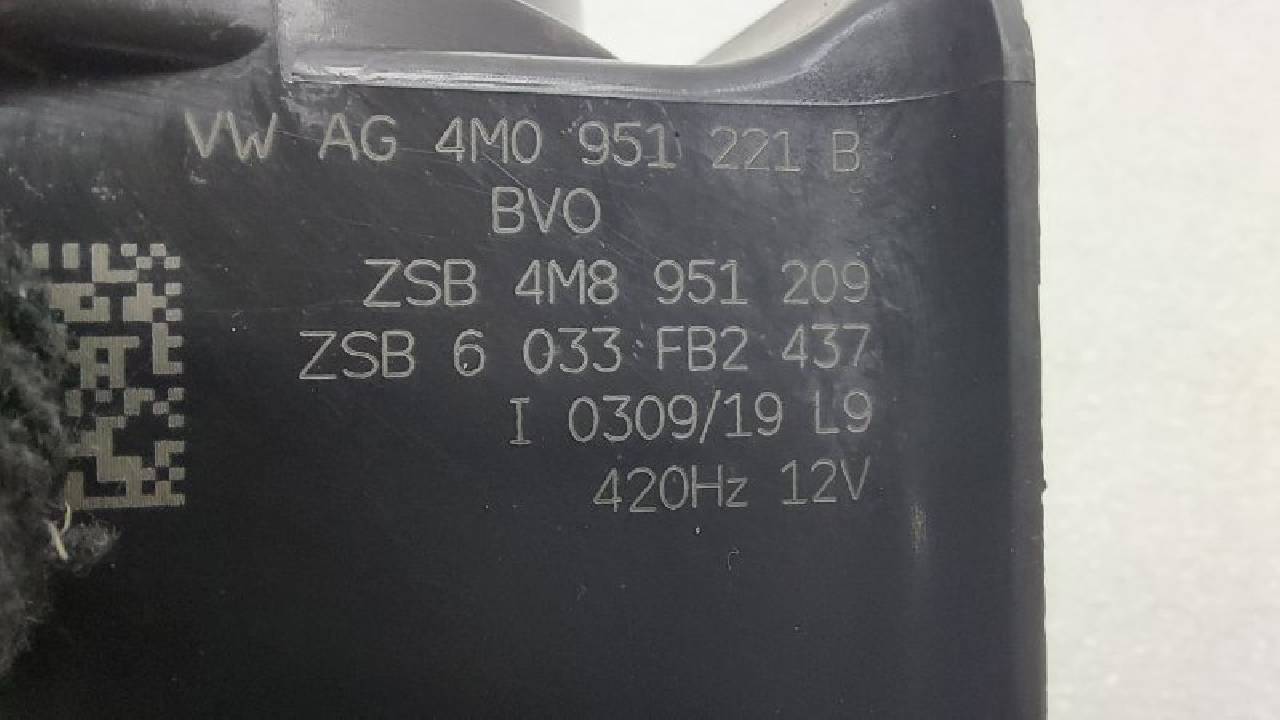 VW AG 4M0 951 221 B
BVO
ZSB 4M8 951 209
ZSB 6 033 FB2 437
I 0309/19 L9
420Hz 12V